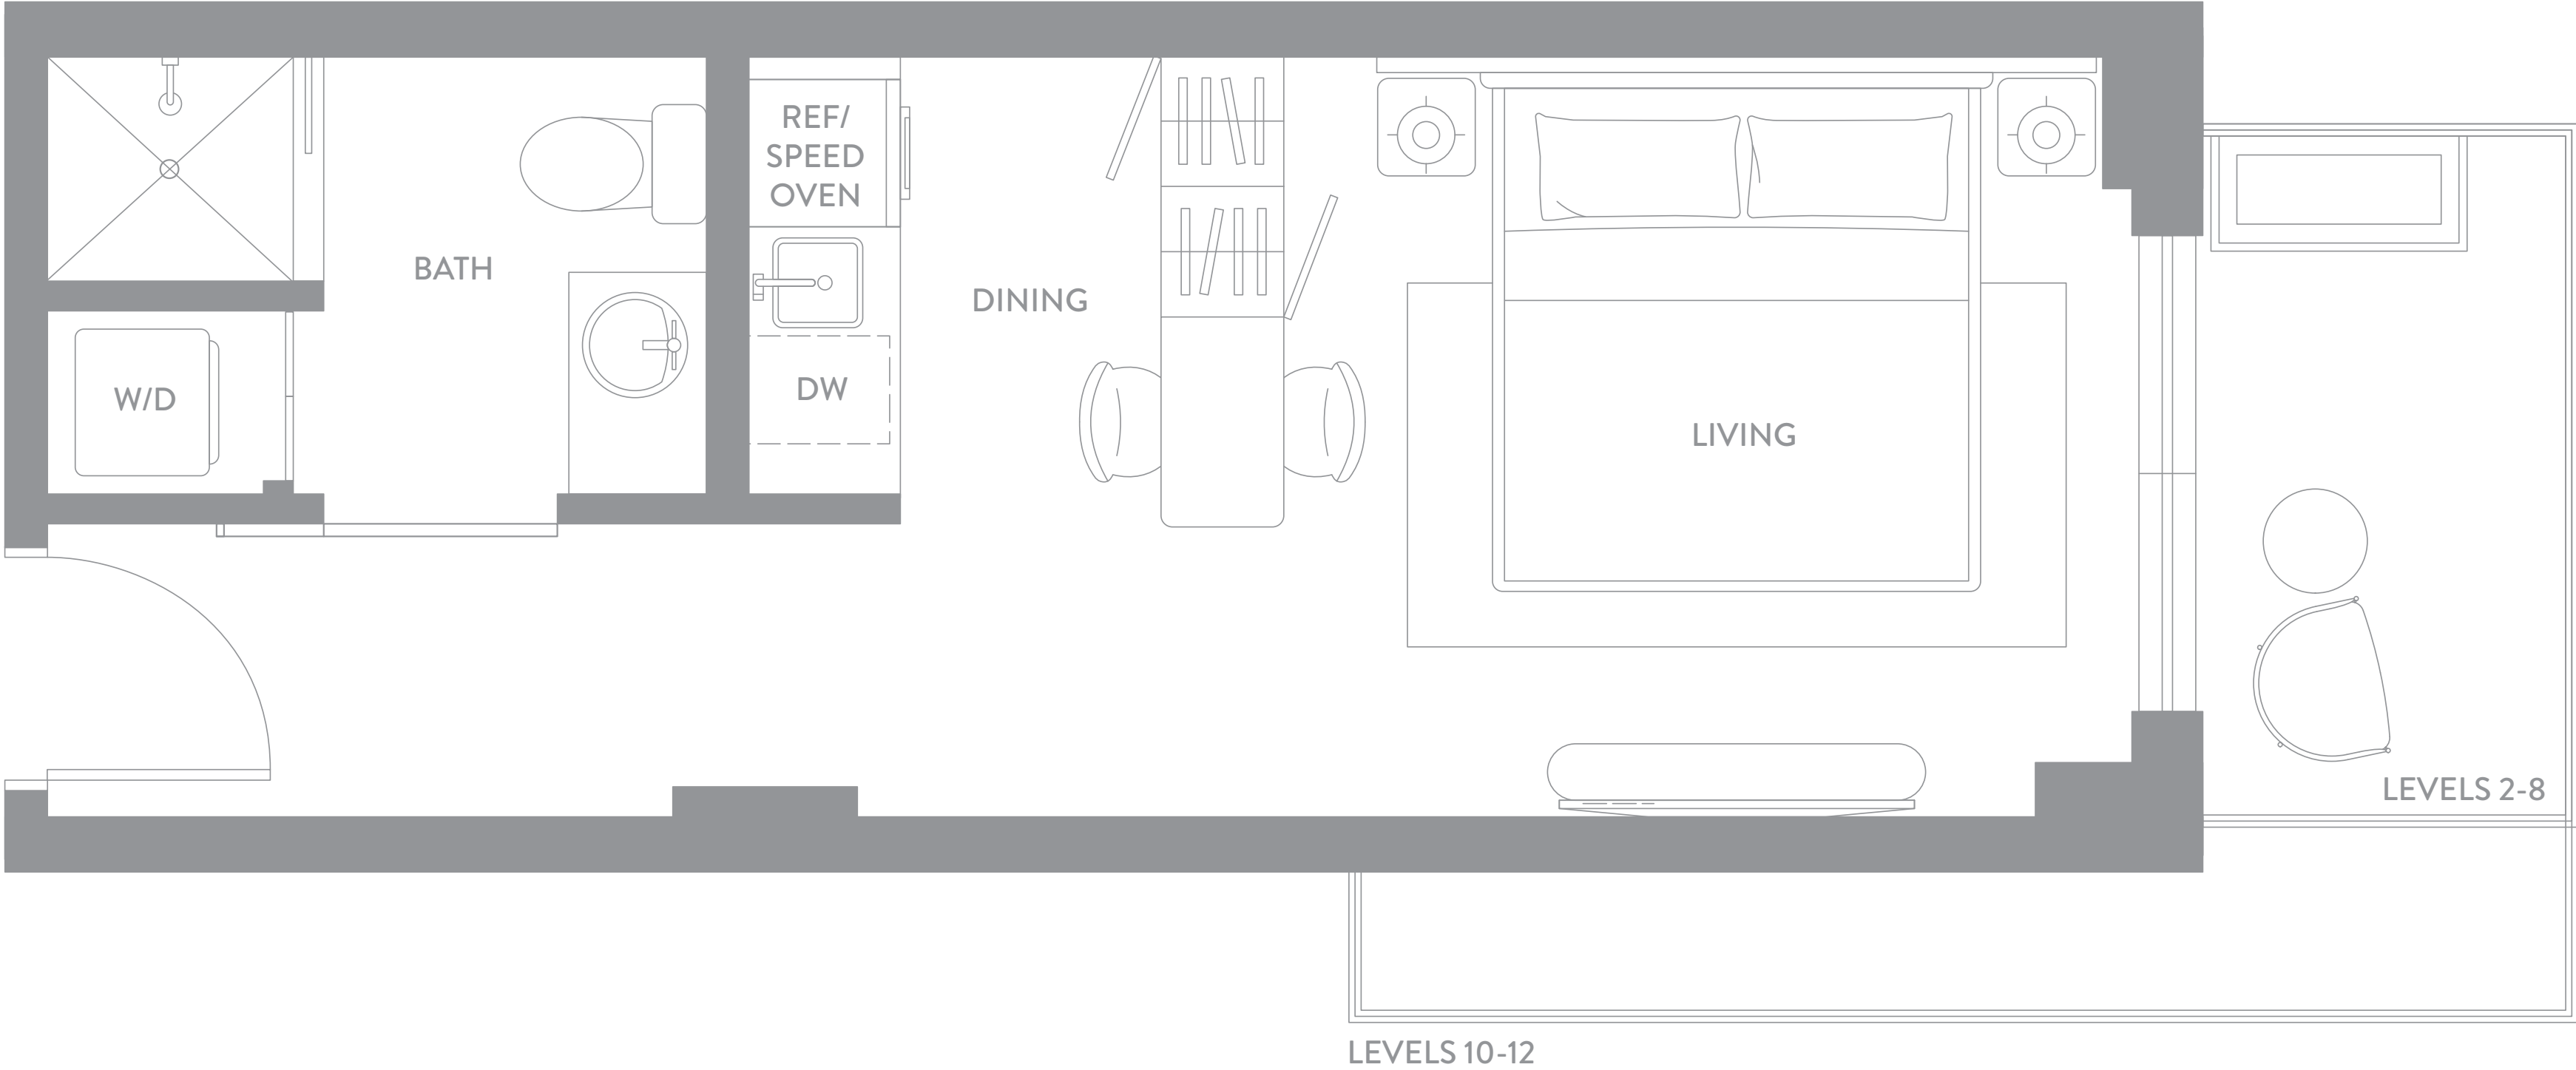 REF/
SPEED
OVEN
BATH
DINING
W/D
DW
LIVING
LEVELS 2-8
LEVELS 10-12